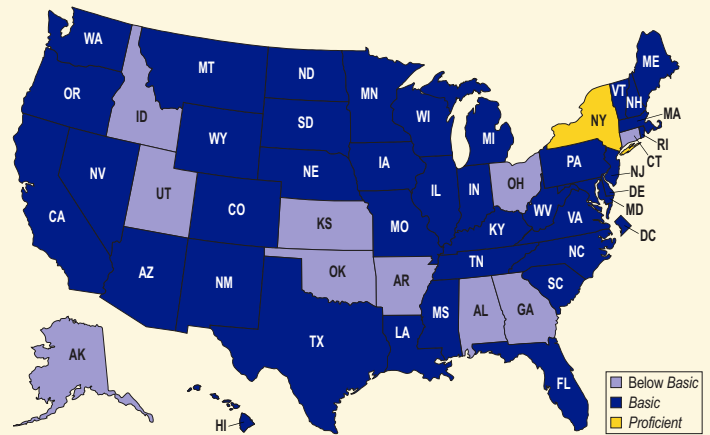 WA
MT
ND
MN
ME
VT
NH
MA
OR
ID
SD
WI
MI
NY
RI
WY
CT
NE
IA
PA
NJ
NV
UT
OH
DE
CO
IL
IN
WV
MD
CA
KS
MO
KY
VA
DC
NC
TN
AZ
NM
OK
AR
SC
MS
AL
GA
TX
LA
AK
FL
HI
Below Basic
Basic
Proficient